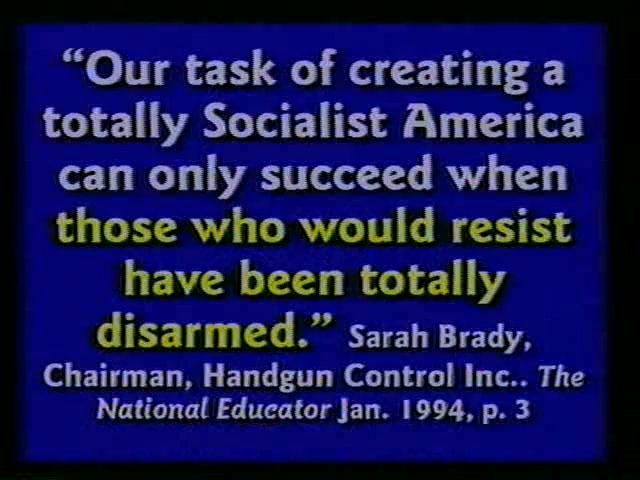 “Our task of creating a
totally Socialist America
can only succeed when
those who would resist
have been totally
disarmed.” Sarah Brady,
Chairman, Handgun Control Inc.. The
National Educator Jan. 1994, p. 3